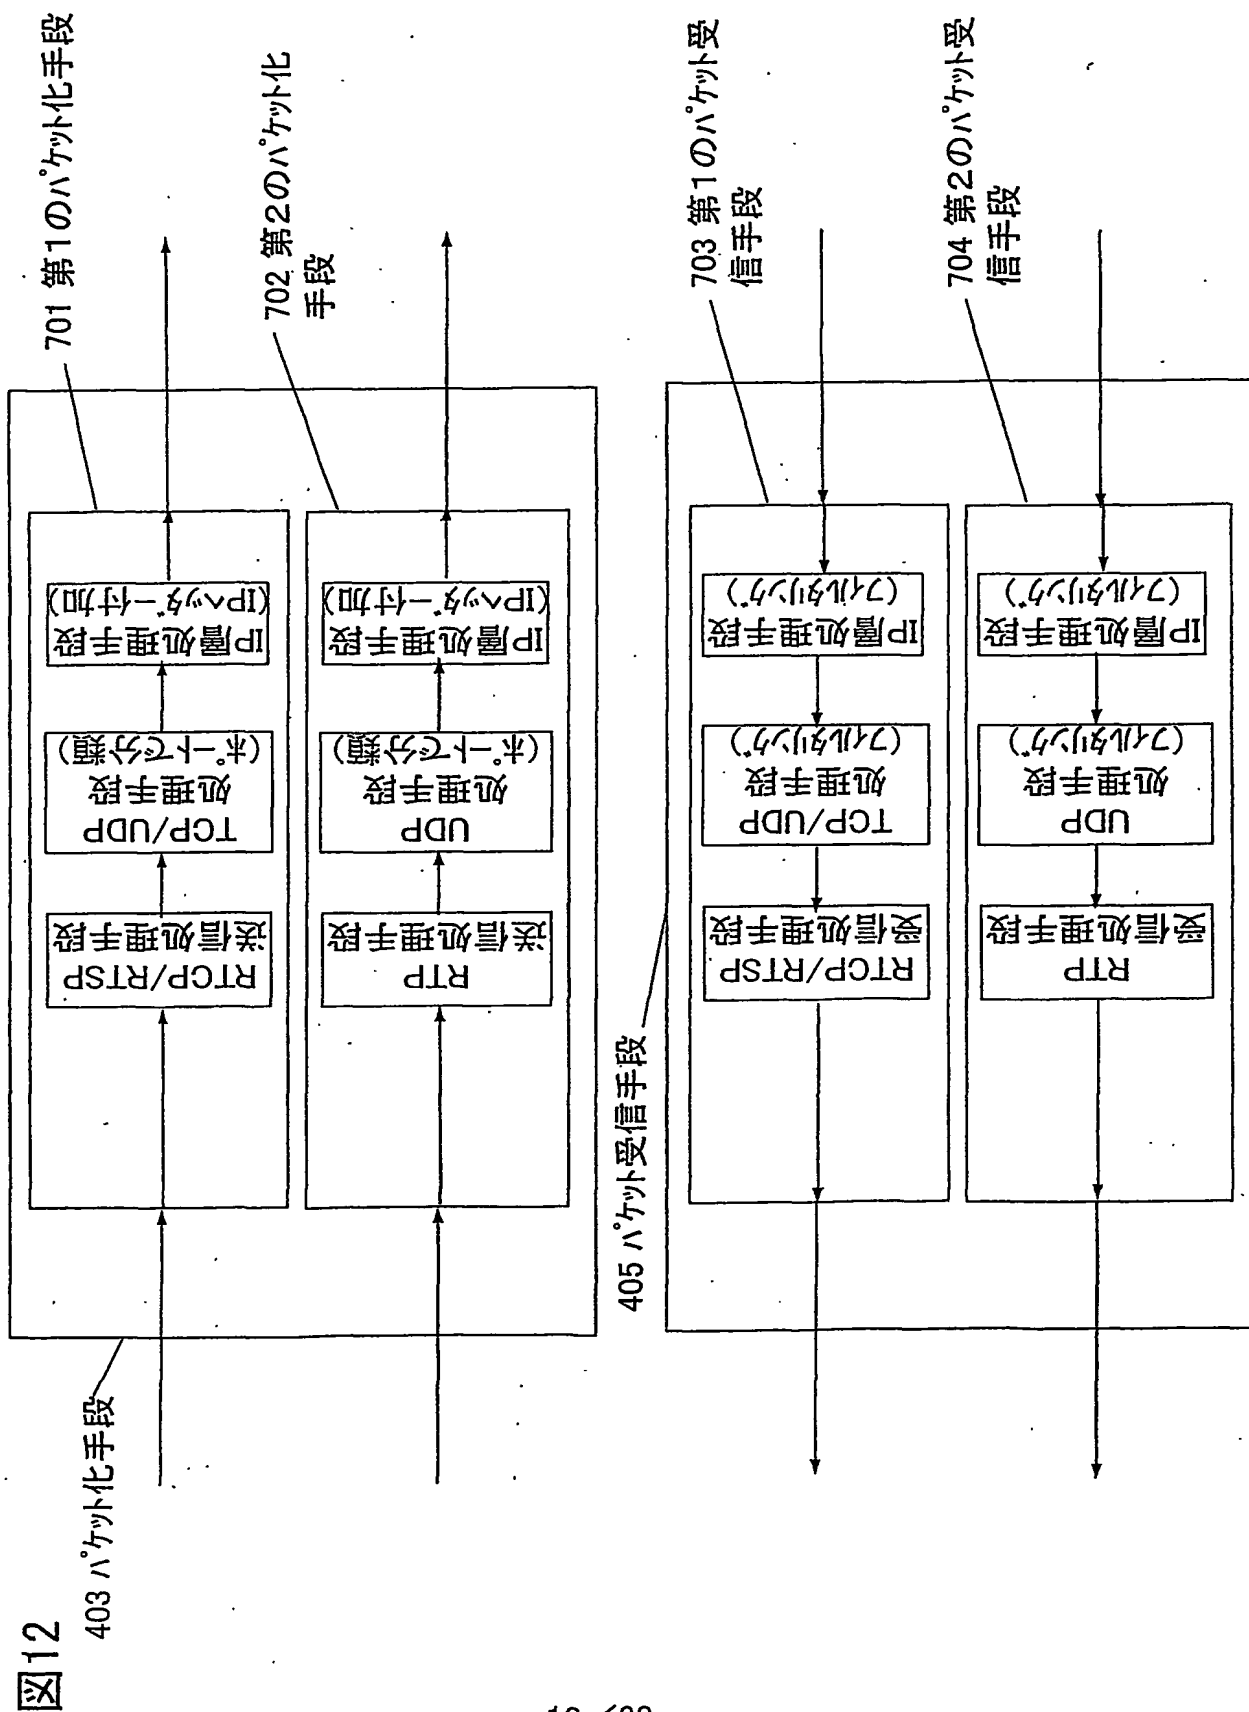 図12
403 パケット化手段
701 第1のパケット化手段
RTCP/RTSP
送信処理手段
TCP/UDP
処理手段
(ポートで分類)
IP層処理手段
(IPヘッダー付加)
702 第2のパケット化
手段
RTP
送信処理手段
UDP
処理手段
(ポートで分類)
IP層処理手段
(IPヘッダー付加)
405 パケット受信手段
703 第1のパケット受
信手段
IP層処理手段
(フィルタリング)
TCP/UDP
処理手段
(フィルタリング)
RTCP/RTSP
受信処理手段
704 第2のパケット受
信手段
IP層処理手段
(フィルタリング)
UDP
処理手段
(フィルタリング)
RTP
受信処理手段